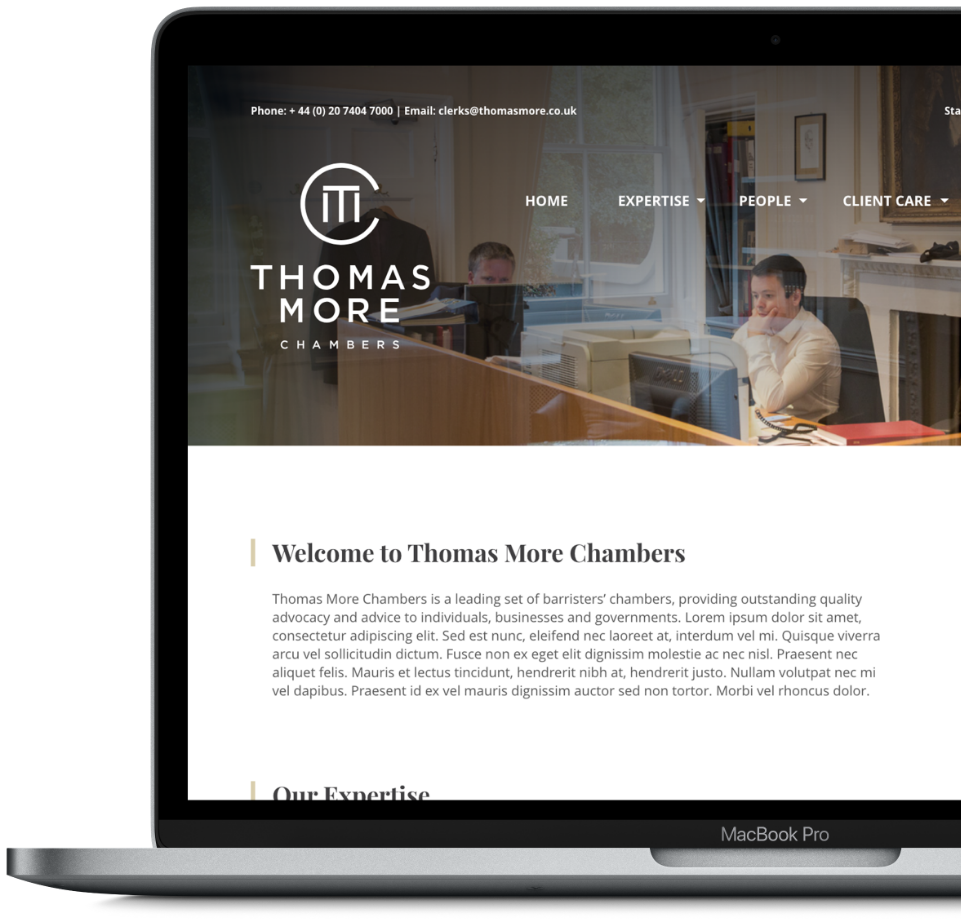 Phone: + 44 (0) 20 7404 7000 | Email: clerks@thomasmore.co.uk
HOME EXPERTISE PEOPLE CLIENT CARE
THOMAS
MORE
CHAMBERS
DELL
Welcome to Thomas More Chambers
Thomas More Chambers is a leading set of barristers’ chambers, providing outstanding quality
advocacy and advice to individuals, businesses and governments. Lorem ipsum dolor sit amet,
consectetur adipiscing elit. Sed est nunc, eleifend nec laoreet at, interdum vel mi. Quisque viverra
arcu vel sollicitudin dictum. Fusce non ex eget elit dignissim molestie ac nec nisl. Praesent nec
aliquet felis. Mauris et lectus tincidunt, hendrerit nibh at, hendrerit justo. Nullam volutpat nec mi
vel dapibus. Praesent id ex vel mauris dignissim auctor sed non tortor. Morbi vel rhoncus dolor.
Our Expertise
MacBook Pro